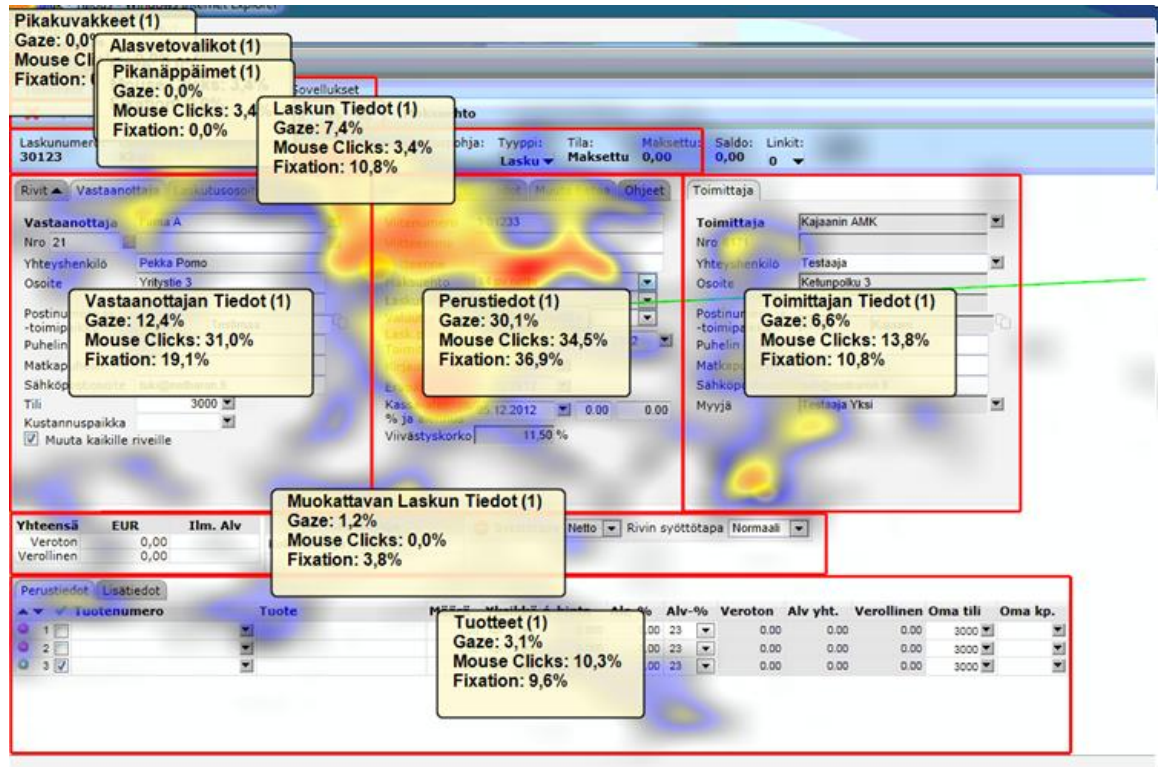 Windows Internet Explorer
Pikakuvakkeet (1)
Gaze: 0,0%
Mouse
Fixation:
Alasvetovalikot (1)
Pikanäppäimet (1)
Gaze: 0,0%
Mouse Clicks: 3,4
Fixation: 0,0%
Sovellukset
Laskun Tiedot (1)
Gaze: 7,4%
Mouse Clicks: 3,4%
Fixation: 10,8%
Tyyppi: Tila: Maksettu: Saldo: Linkit:
30123 Lasku Maksettu 0,00 0,00 0
Rivit Vastaanottaja Ohjeet Toimittaja
Vastaanottaja
Nro 21
Yhteyshenkilö Pekka Pomo
Osoite Yritystie 3
Toimittaja Kajaanin AMK
Nro
Yhteyshenkilö Testaaja
Osoite Ketunpolku 3
Vastaanottajan Tiedot (1)
Gaze: 12,4%
Mouse Clicks: 31,0%
Fixation: 19,1%
Perustiedot (1)
Gaze: 30,1%
Mouse Clicks: 34,5%
Fixation: 36,9%
Toimittajan Tiedot (1)
Gaze: 6,6%
Mouse Clicks: 13,8%
Fixation: 10,8%
-toimipa
Puhelin
Tili 3000
Kustannuspaikka
Muuta kaikille riveille
12.2012 0.00 0.00
Viivästyskorko 11,50 %
-toimipa
Puhelin
Myyjä Testaaja Yksi
Muokattavan Laskun Tiedot (1)
Gaze: 1,2%
Mouse Clicks: 0,0%
Fixation: 3,8%
Yhteensä EUR Ilm. Alv
Veroton 0,00
Verollinen 0,00
Netto Rivin syöttötapa Normaali
Perustiedot Lisätiedot
Tuotenumero Tuote Alv-% Veroton Alv yht. Verollinen Oma tili Oma kp.
1 23 0.00 0.00 0.00 3000
2 23 0.00 0.00 0.00 3000
3 23 0.00 0.00 0.00 3000
Tuotteet (1)
Gaze: 3,1%
Mouse Clicks: 10,3%
Fixation: 9,6%